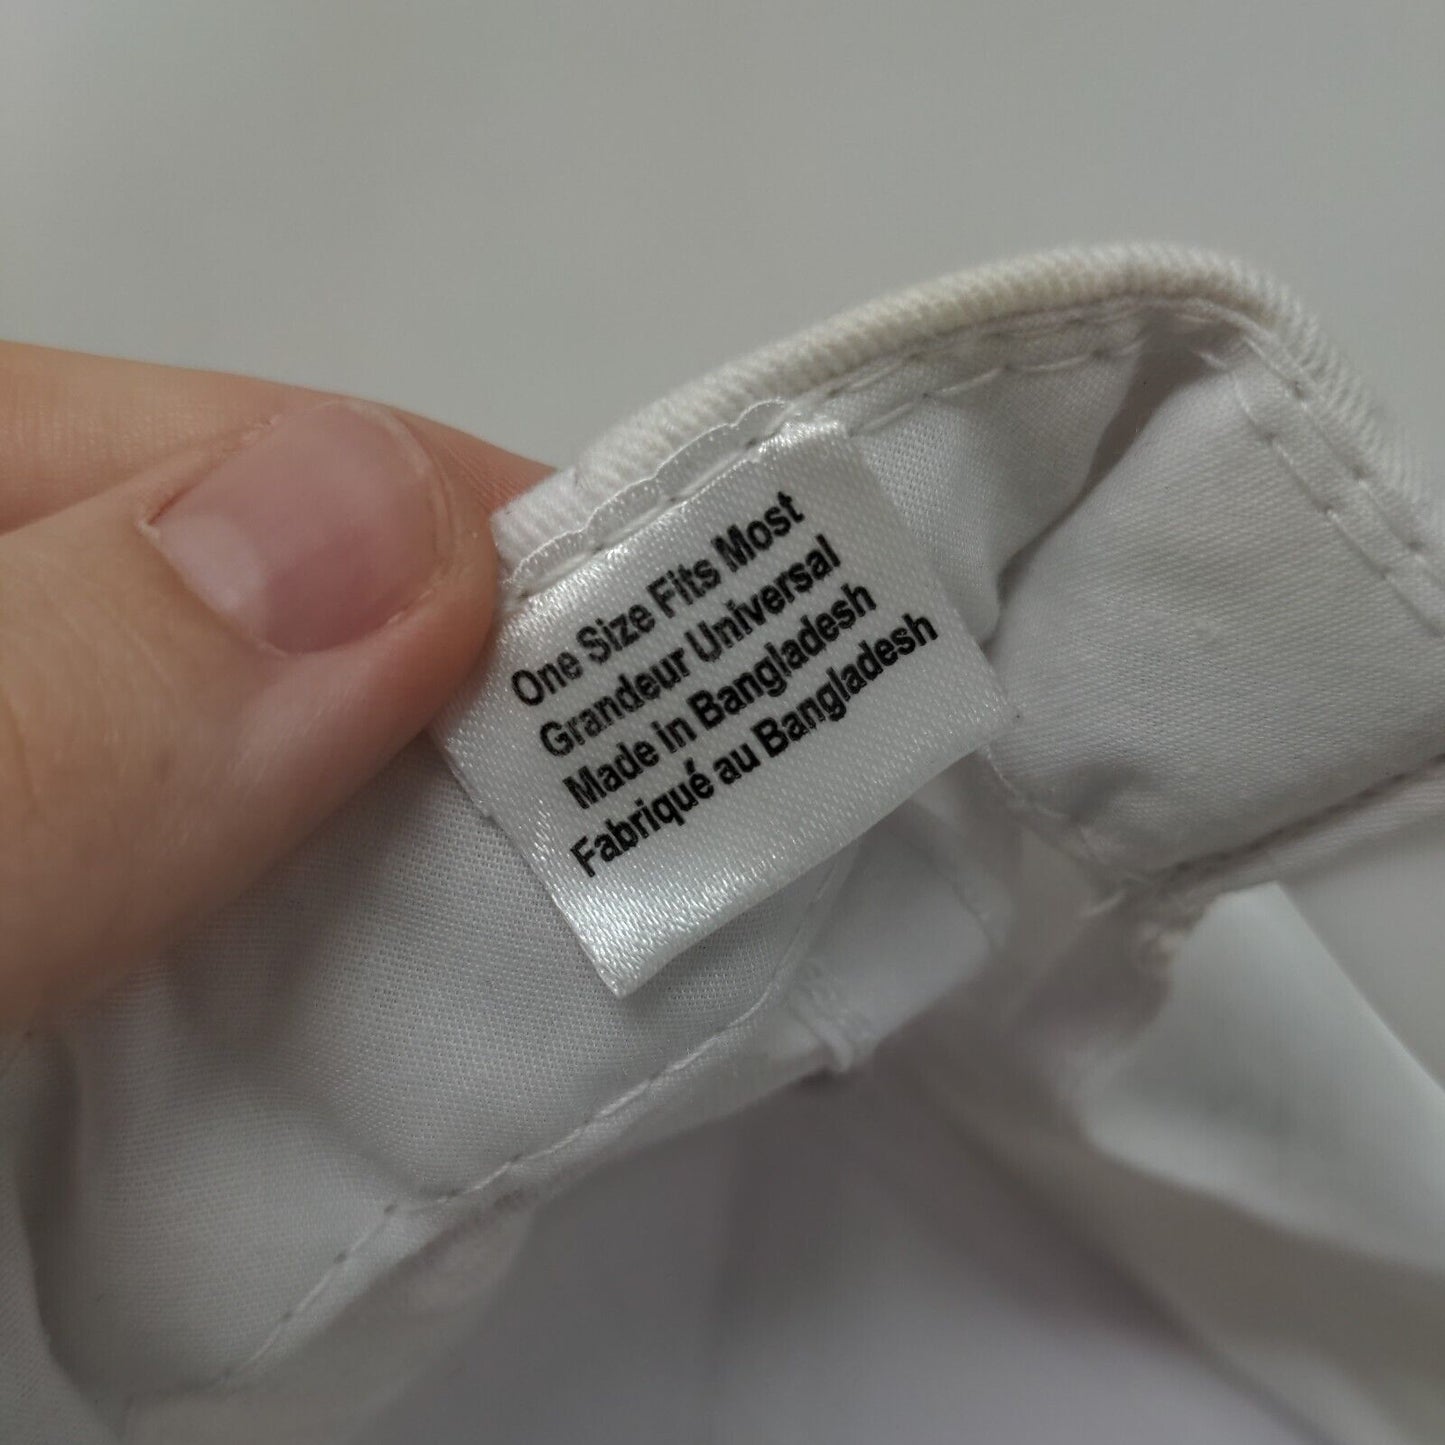 One Size Fits Most
Grandeur Universal
Made in Bangladesh
Fabriqué au Bangladesh